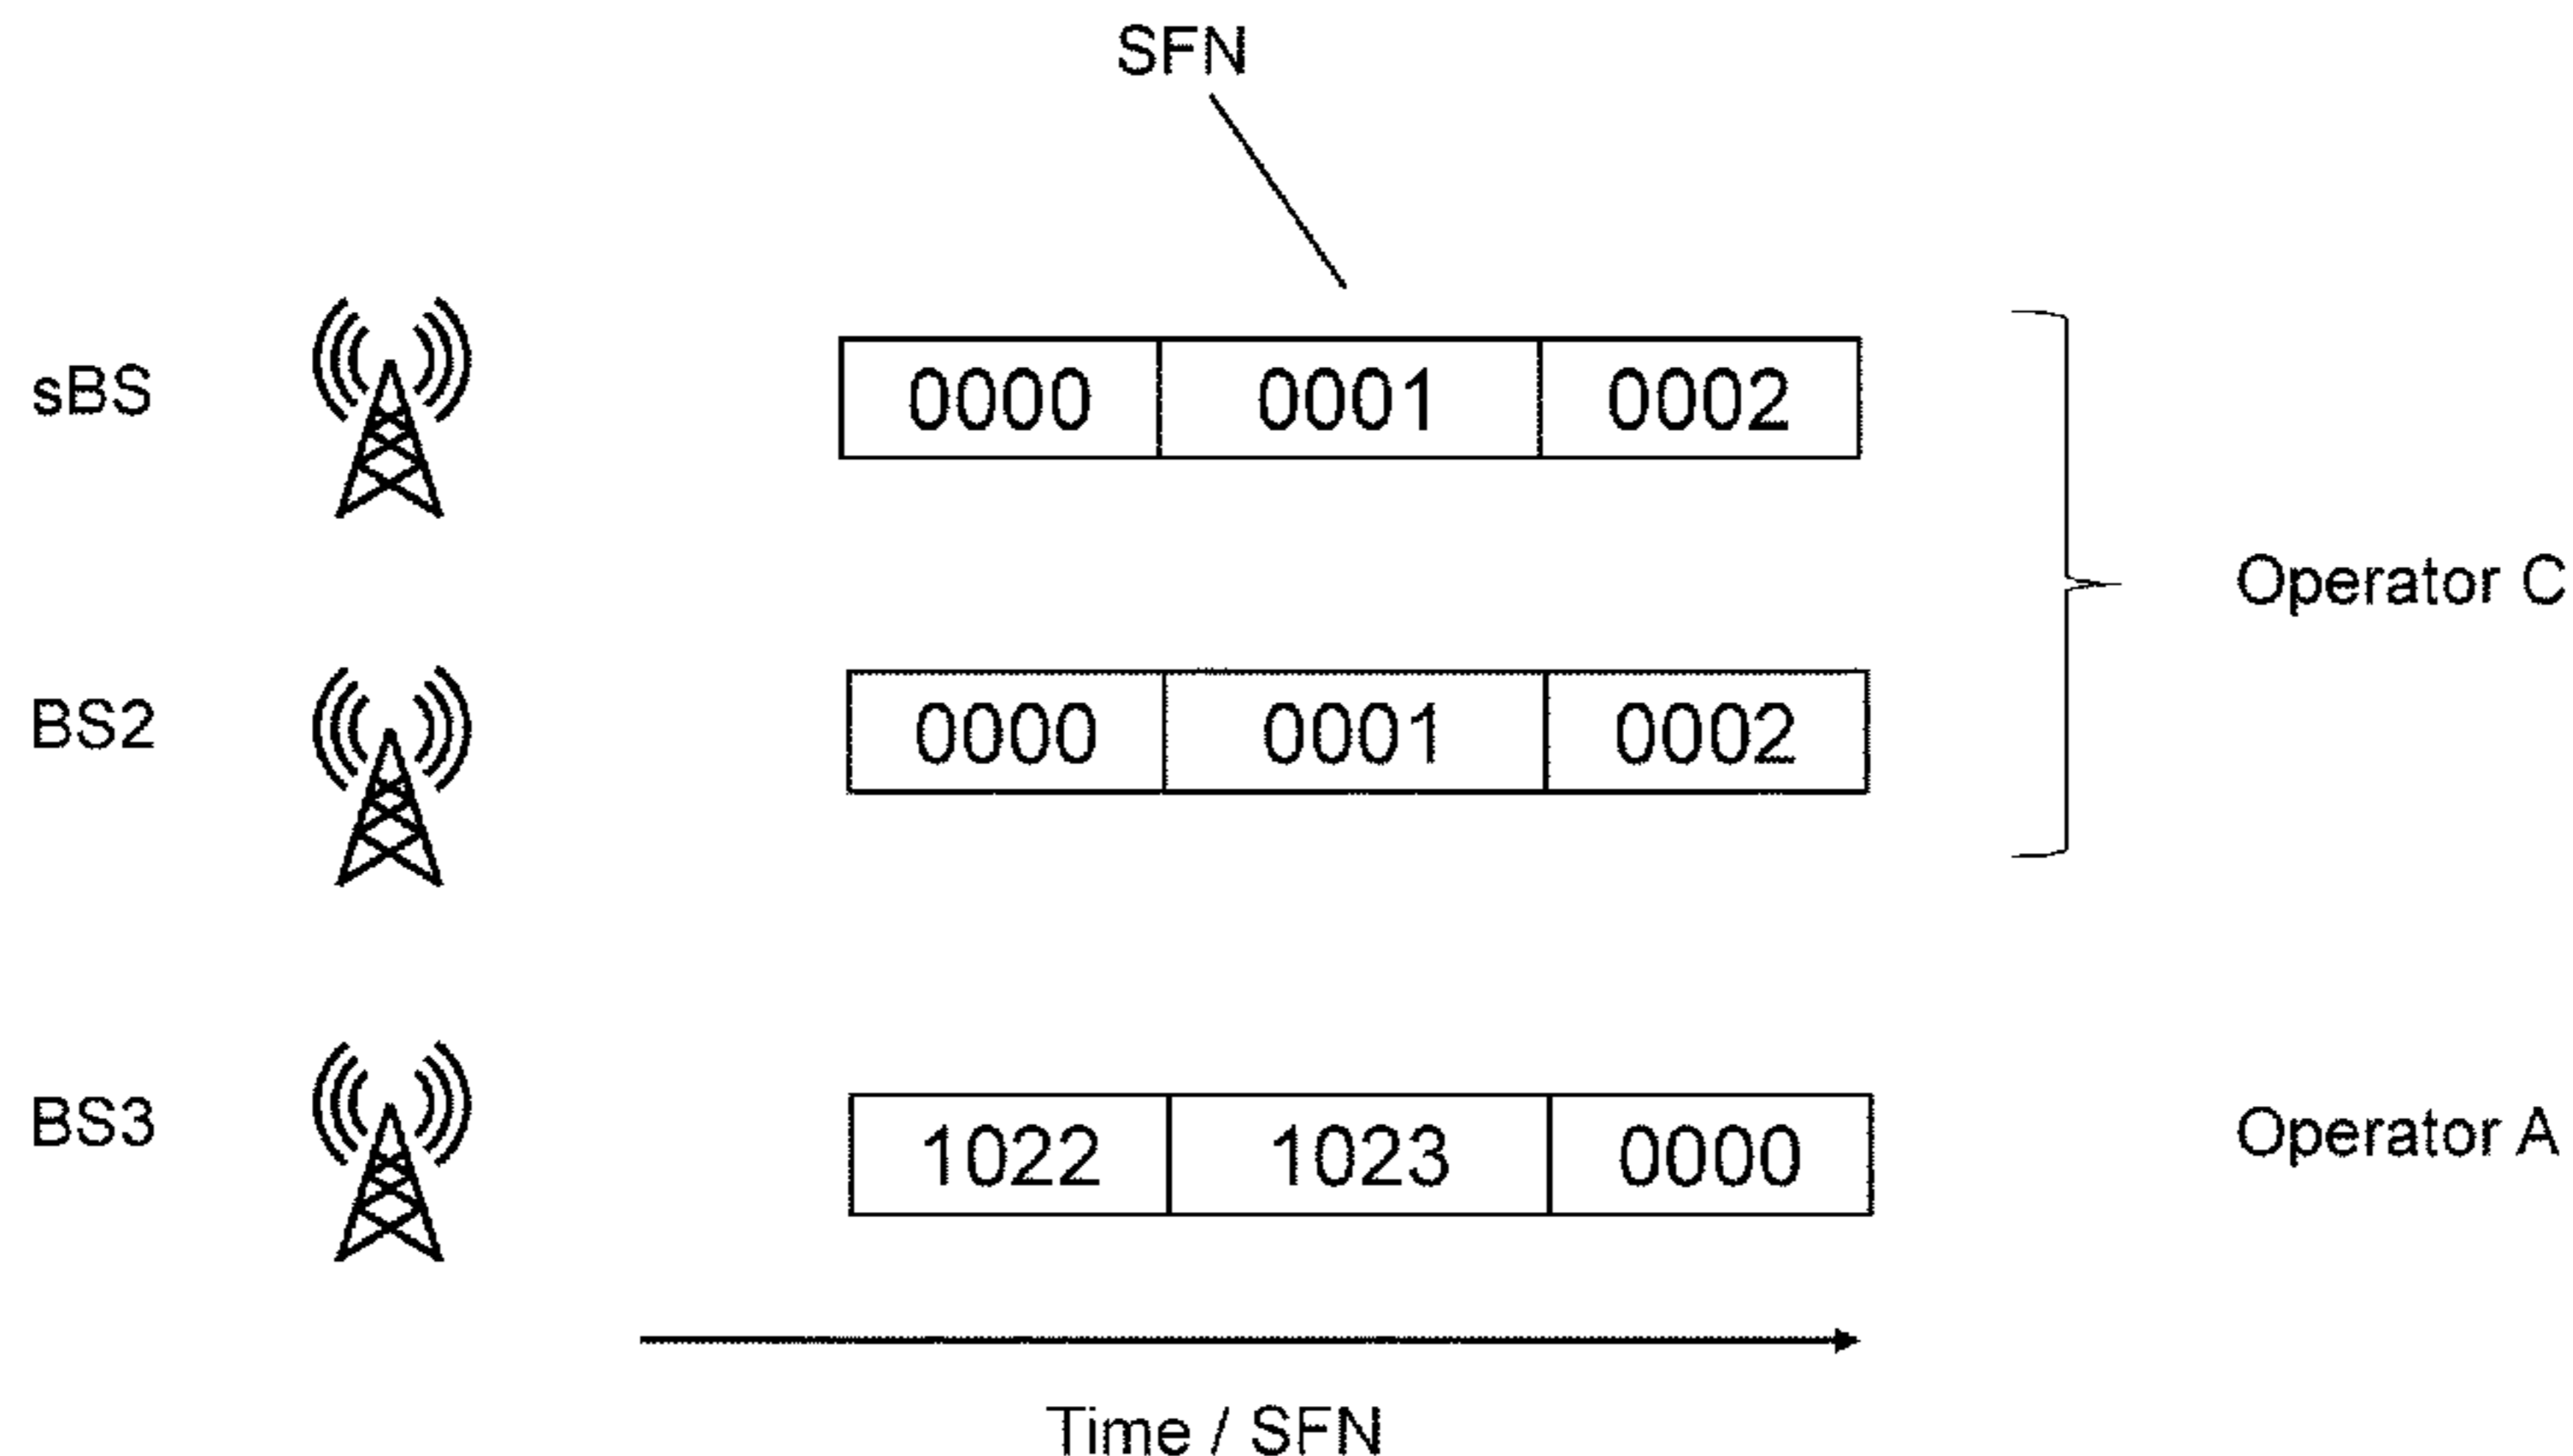 SFN
sBS
0000 0001 0002
Operator C
BS2
0000 0001 0002
BS3
1022 1023 0000
Operator A
Time / SFN